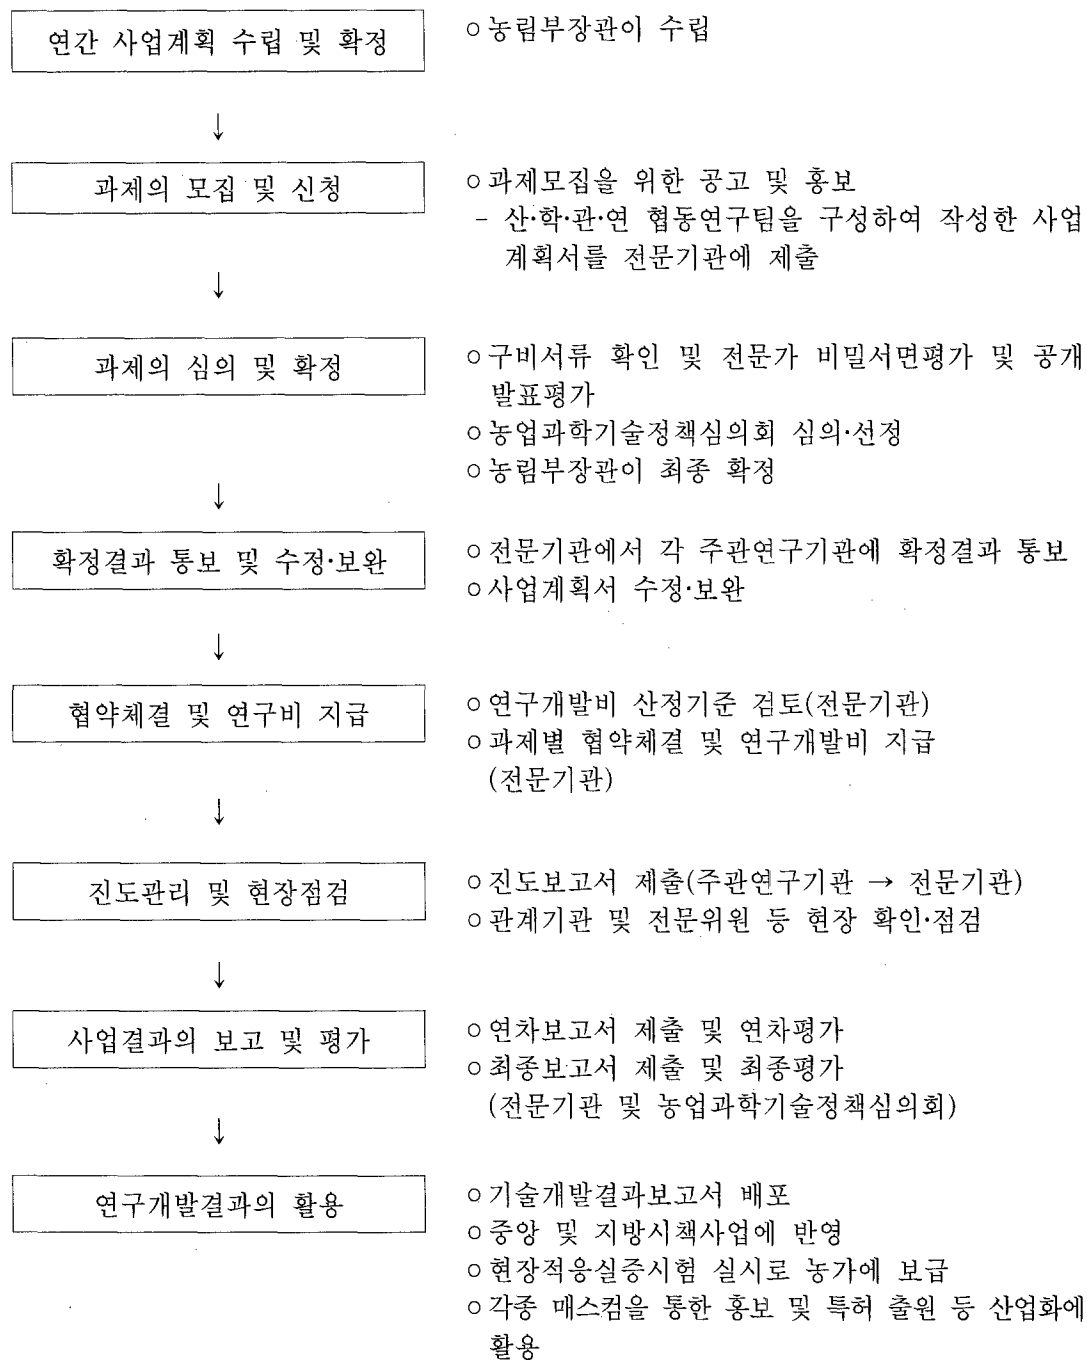 연간 사업계획 수립 및 확정
ㅇ농림부장관이 수립
↓
과제의 모집 및 신청
ㅇ과제모집을 위한 공고 및 홍보
- 산·학·관·연 협동연구팀을 구성하여 작성한 사업
계획서를 전문기관에 제출
↓
과제의 심의 및 확정
ㅇ구비서류 확인 및 전문가 비밀서면평가 및 공개
발표평가
ㅇ농업과학기술정책심의회 심의·선정
ㅇ농림부장관이 최종 확정
↓
확정결과 통보 및 수정·보완
ㅇ전문기관에서 각 주관연구기관에 확정결과 통보
ㅇ사업계획서 수정·보완
↓
협약체결 및 연구비 지급
ㅇ연구개발비 산정기준 검토(전문기관)
ㅇ과제별 협약체결 및 연구개발비 지급
(전문기관)
↓
진도관리 및 현장점검
ㅇ진도보고서 제출(주관연구기관 → 전문기관)
ㅇ관계기관 및 전문위원 등 현장 확인·점검
↓
사업결과의 보고 및 평가
ㅇ연차보고서 제출 및 연차평가
ㅇ최종보고서 제출 및 최종평가
(전문기관 및 농업과학기술정책심의회)
↓
연구개발결과의 활용
ㅇ기술개발결과보고서 배포
ㅇ중앙 및 지방시책사업에 반영
ㅇ현장적응실증시험 실시로 농가에 보급
ㅇ각종 매스컴을 통한 홍보 및 특허 출원 등 산업화에
활용